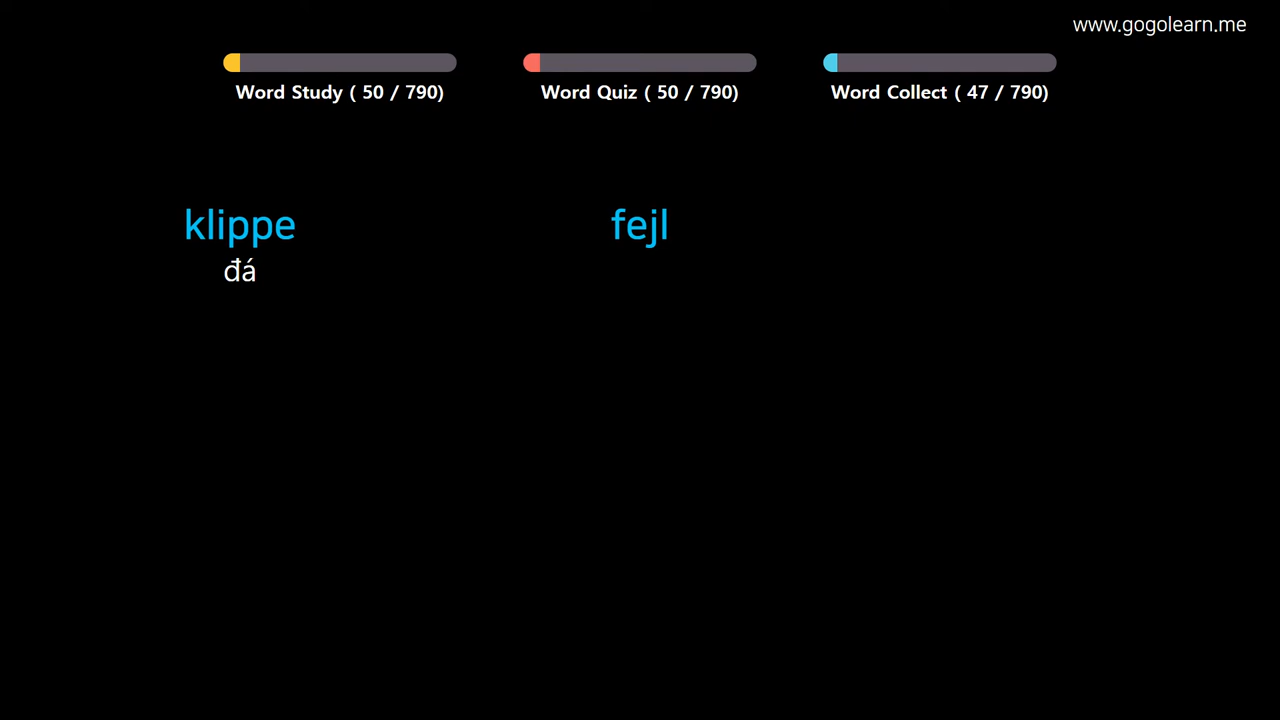 www.gogolearn.me
Word Study ( 50 / 790)
Word Quiz ( 50 / 790)
Word Collect ( 47 / 790)
klippe
đá
fejl